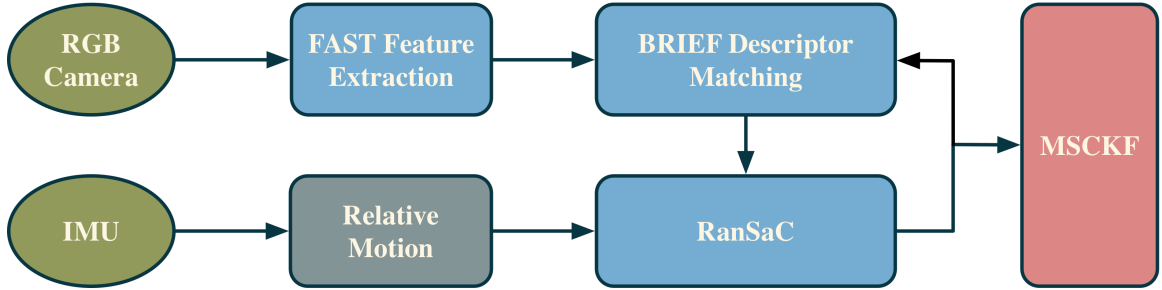 RGB
Camera
FAST Feature
Extraction
BRIEF Descriptor
Matching
MSCKF
IMU
Relative
Motion
RanSaC